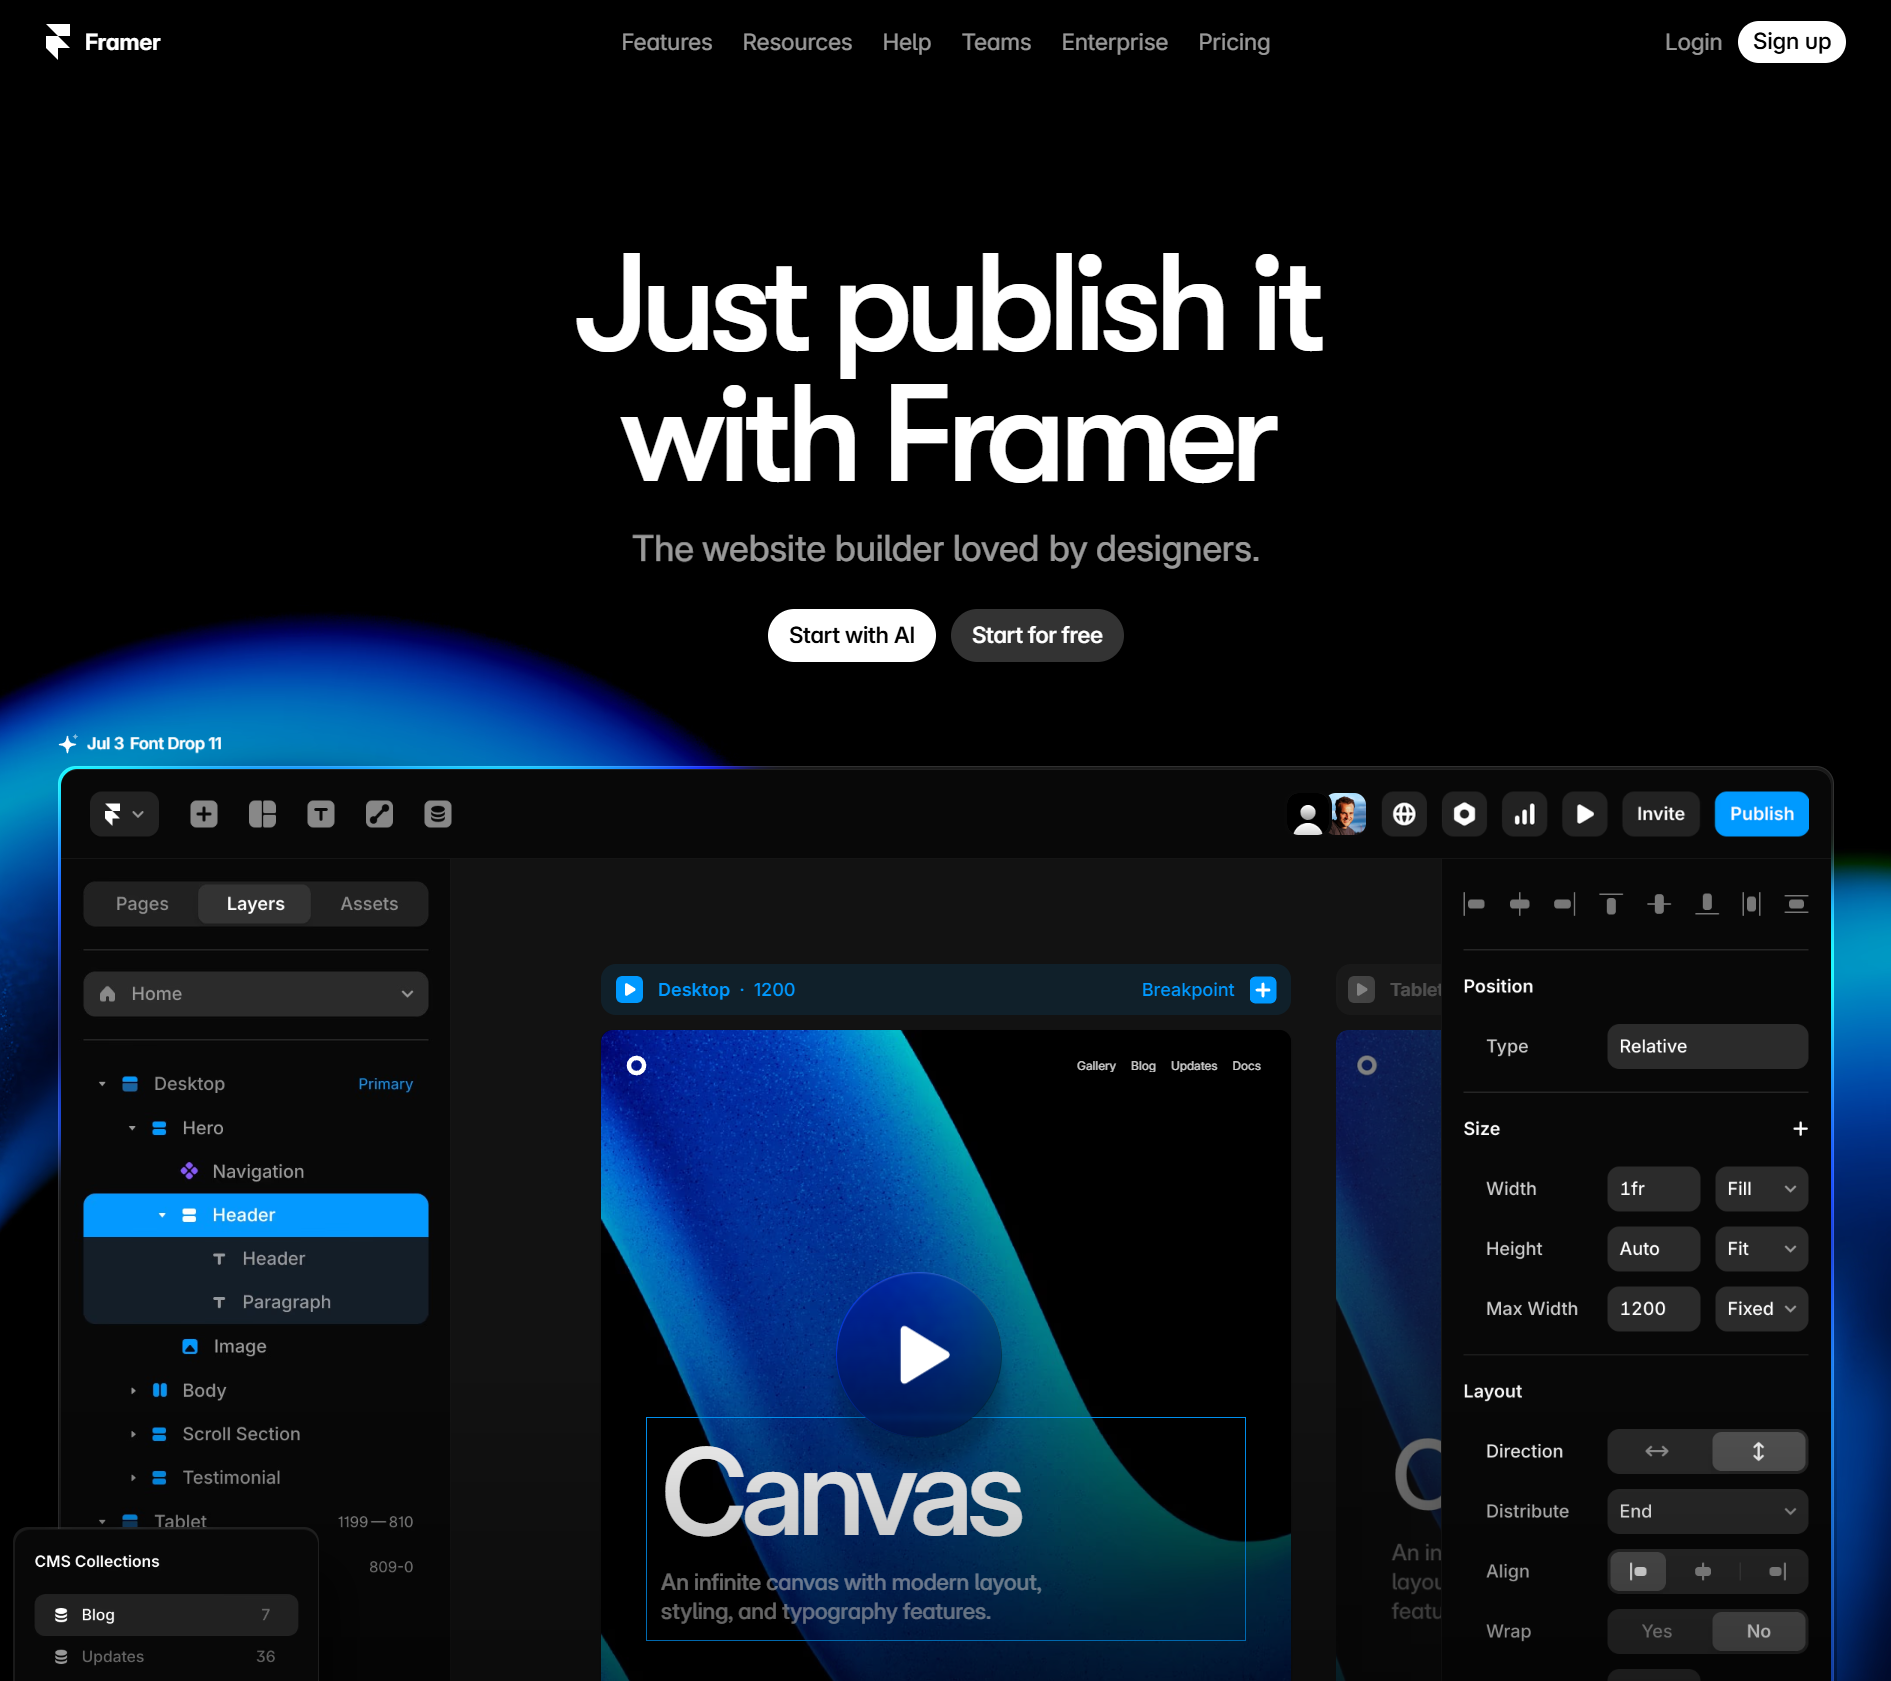 Framer
Features Resources Help Teams Enterprise Pricing
Login Sign up
Just publish it
with Framer
The website builder loved by designers.
Start with AI Start for free
Jul 3 Font Drop 11
Invite Publish
Pages Layers Assets
Home
Desktop Primary
Hero
Navigation
Header
Header
Paragraph
Image
Body
Scroll Section
Testimonial
Tablet 1199—810
809-0
CMS Collections
Blog 7
Updates 36
Desktop · 1200 Breakpoint
Gallery Blog Updates Docs
Canvas
An infinite canvas with modern layout,
styling, and typography features.
Tablet
C
An in
layou
featu
Position
Type Relative
Size
Width 1fr Fill
Height Auto Fit
Max Width 1200 Fixed
Layout
Direction
Distribute End
Align
Wrap Yes No